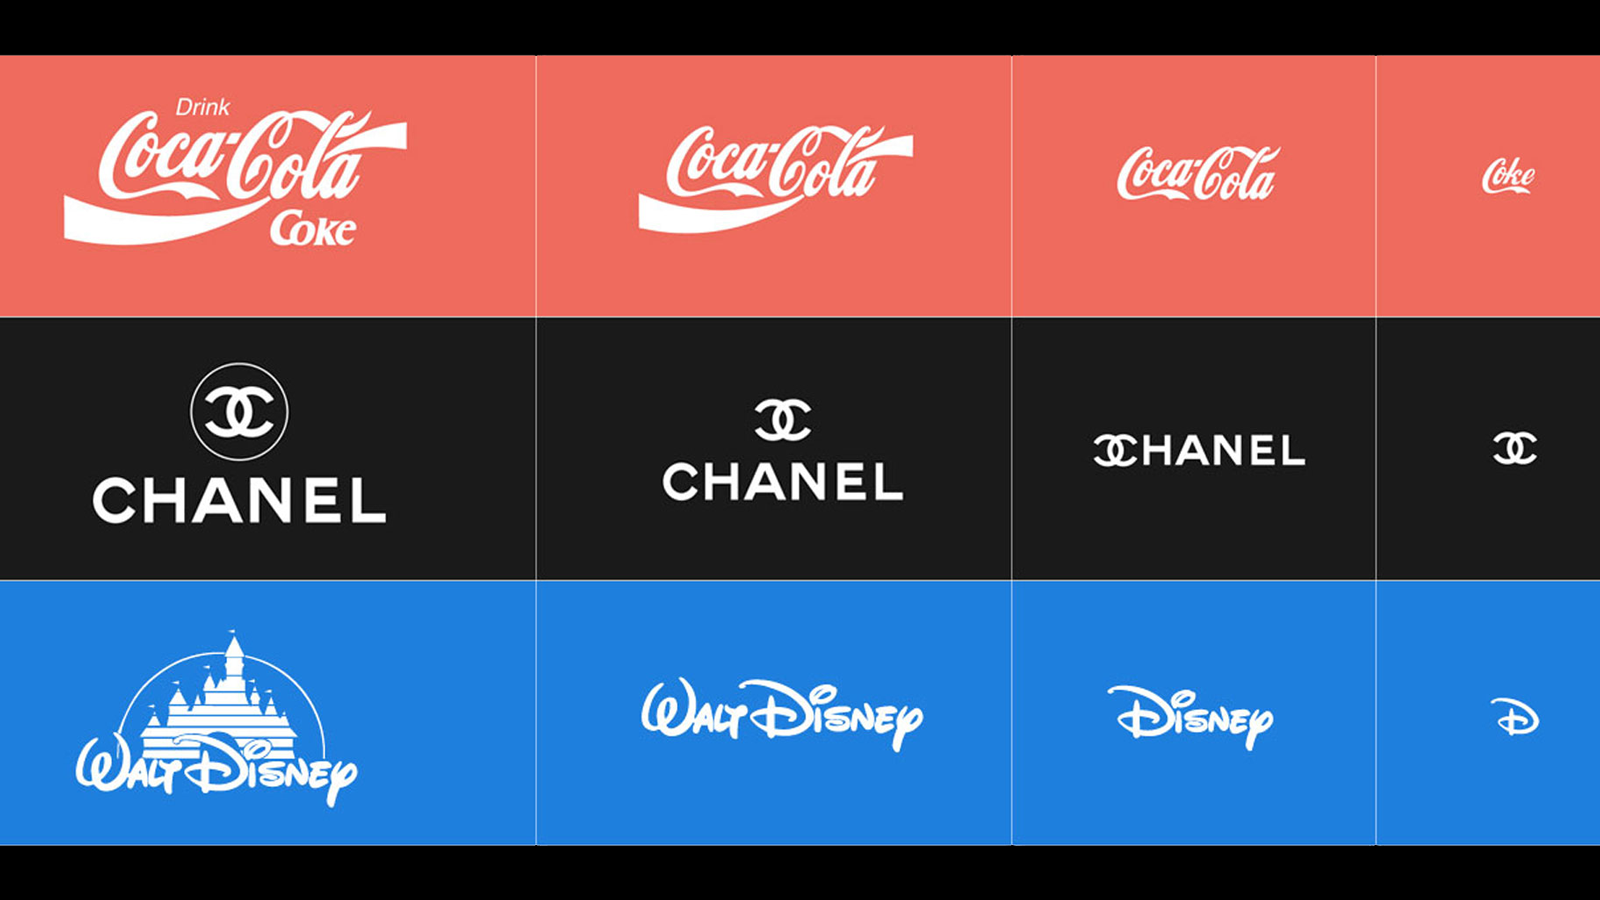 Drink
Coca-Cola
Coke
Coca-Cola
Coca-Cola
Coke
CHANEL
CHANEL
CHANEL
WALT DISNEY
WALT DISNEY
DISNEY
D